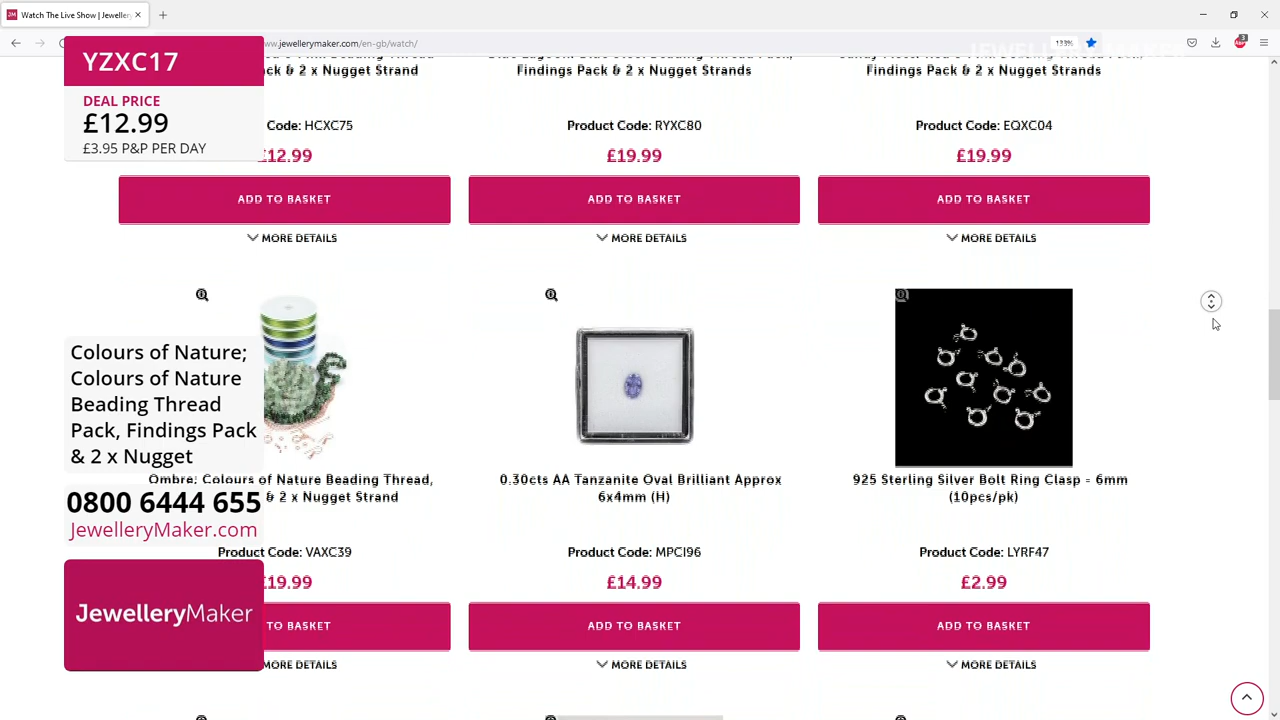 Watch The Live Show | Jewellery
ww.jewellerymaker.com/en-gb/watch/
133%
3
JEWELLERY MAKER
YZXC17
DEAL PRICE
£12.99
£3.95 P&P PER DAY
ck & 2 x Nugget Strand
Findings Pack & 2 x Nugget Strands
Findings Pack & 2 x Nugget Strands
Code: HCXC75
Product Code: RYXC80
Product Code: EQXC04
£12.99
£19.99
£19.99
ADD TO BASKET
ADD TO BASKET
ADD TO BASKET
MORE DETAILS
MORE DETAILS
MORE DETAILS
Colours of Nature;
Colours of Nature
Beading Thread
Pack, Findings Pack
& 2 x Nugget
Ombre; Colours of Nature Beading Thread,
& 2 x Nugget Strand
0.30cts AA Tanzanite Oval Brilliant Approx
6x4mm (H)
925 Sterling Silver Bolt Ring Clasp - 6mm
(10pcs/pk)
0800 6444 655
JewelleryMaker.com
Product Code: VAXC39
Product Code: MPCI96
Product Code: LYRF47
£19.99
£14.99
£2.99
JewelleryMaker
TO BASKET
ADD TO BASKET
ADD TO BASKET
MORE DETAILS
MORE DETAILS
MORE DETAILS